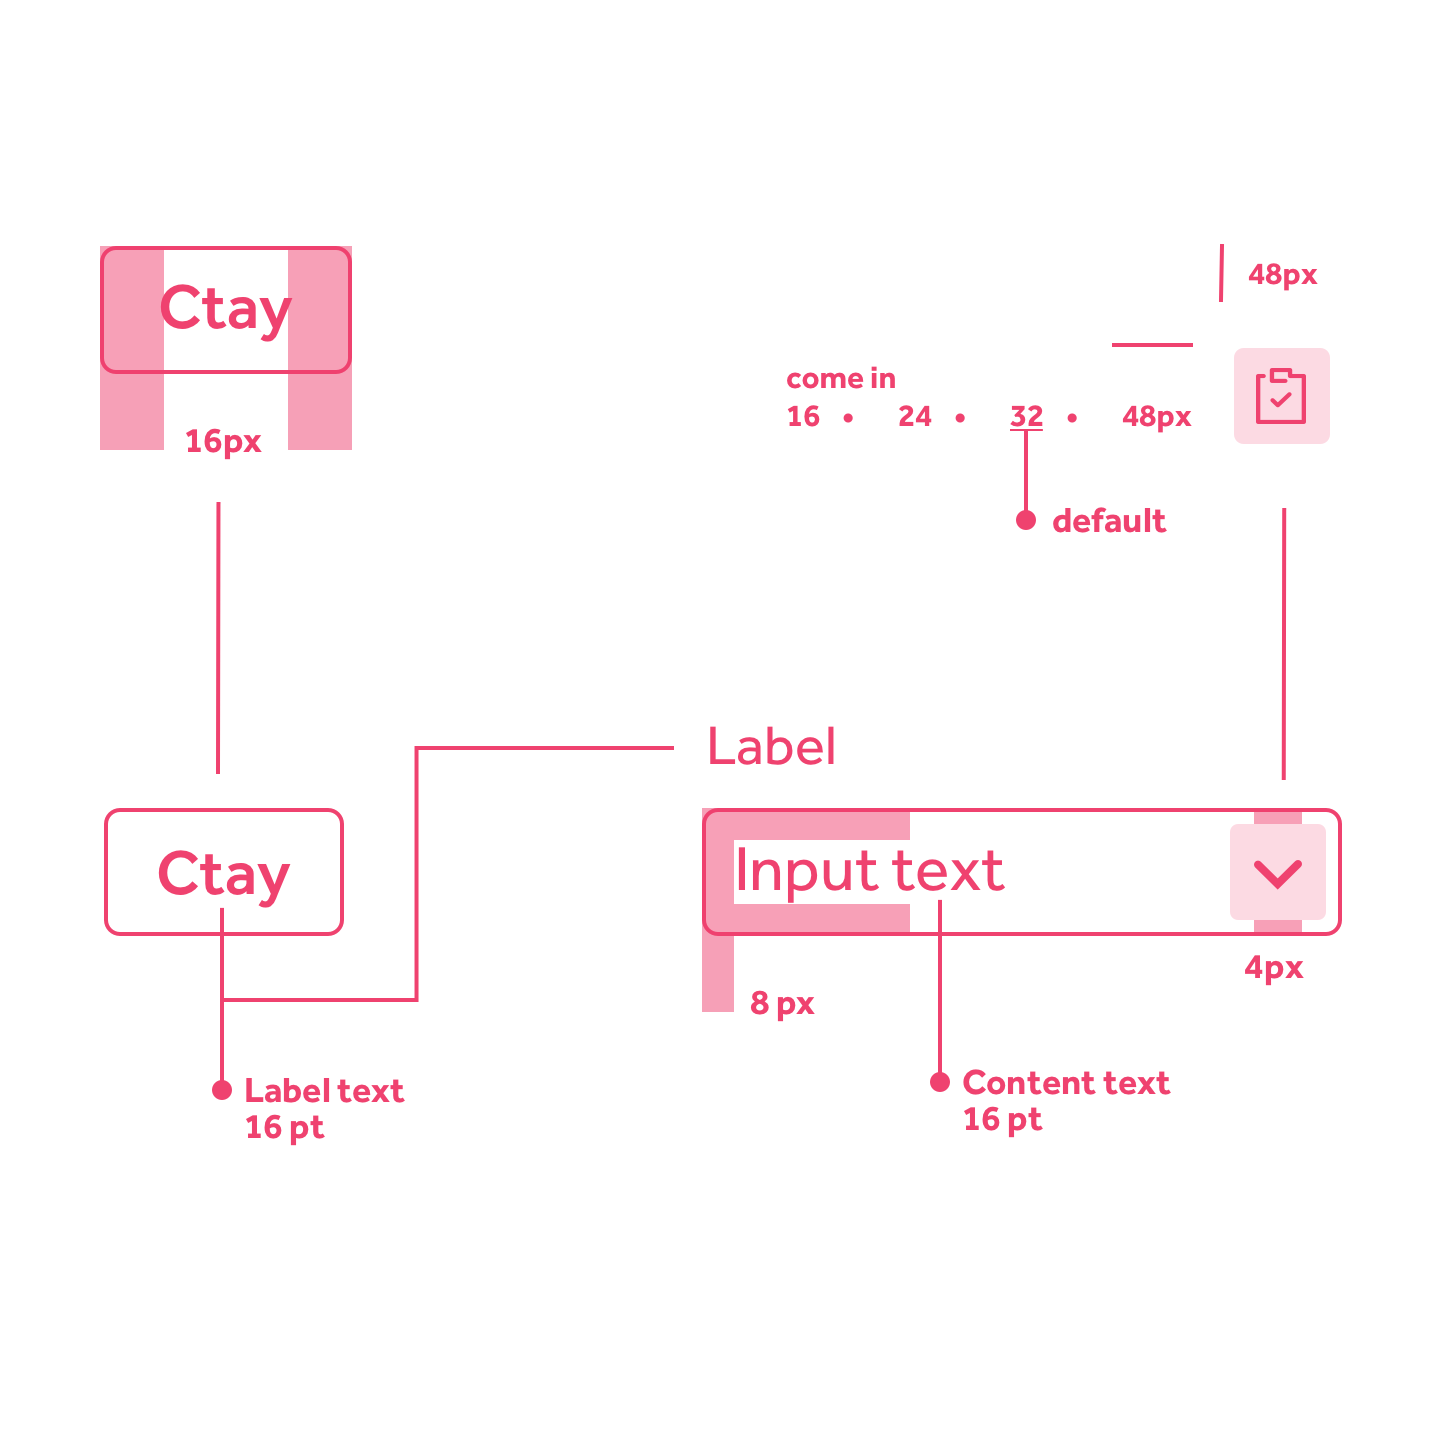 Ctay
16px
48px
come in
16 • 24 • 32 • 48px
default
Label
Ctay
Input text
4px
8 px
Label text
16 pt
Content text
16 pt